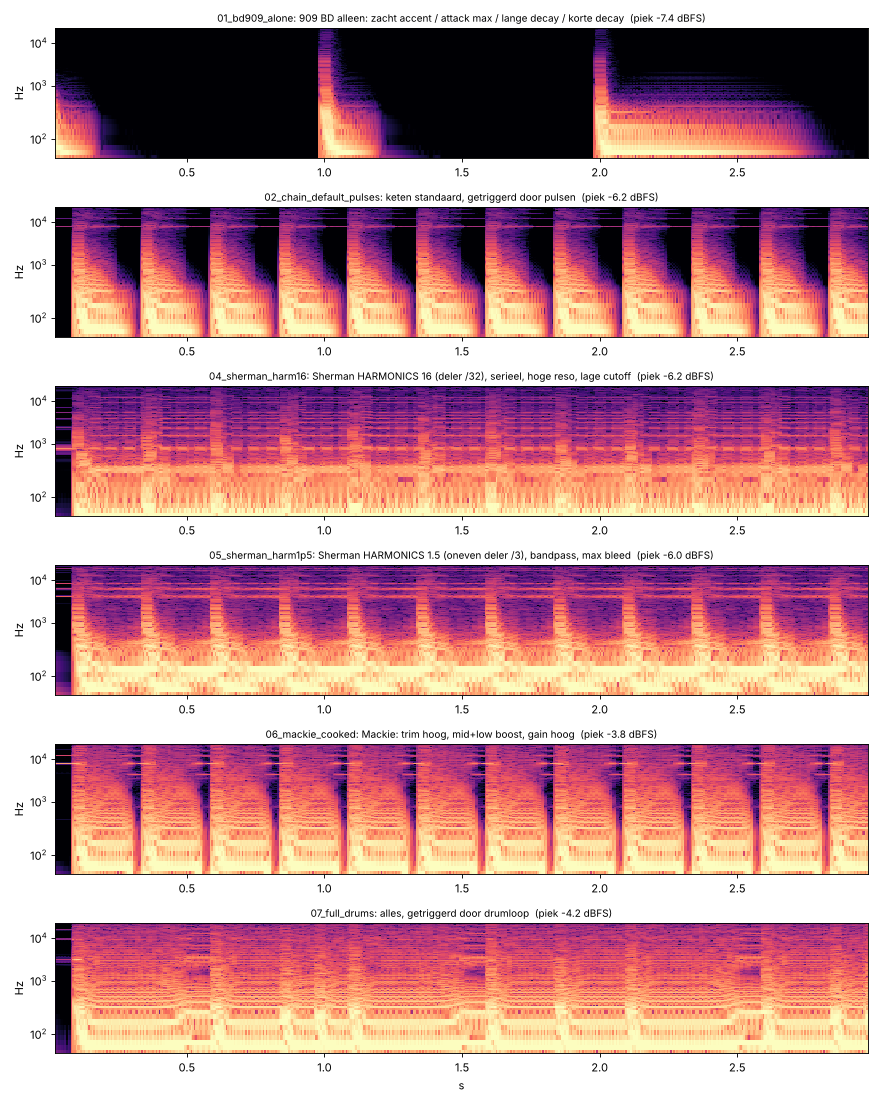 01_bd909_alone: 909 BD alleen: zacht accent / attack max / lange decay / korte decay (piek -7.4 dBFS)
10⁴
10³
10²
Hz
0.5 1.0 1.5 2.0 2.5
02_chain_default_pulses: keten standaard, getriggerd door pulsen (piek -6.2 dBFS)
10⁴
10³
10²
Hz
0.5 1.0 1.5 2.0 2.5
04_sherman_harm16: Sherman HARMONICS 16 (deler /32), serieel, hoge reso, lage cutoff (piek -6.2 dBFS)
10⁴
10³
10²
Hz
0.5 1.0 1.5 2.0 2.5
05_sherman_harm1p5: Sherman HARMONICS 1.5 (oneven deler /3), bandpass, max bleed (piek -6.0 dBFS)
10⁴
10³
10²
Hz
0.5 1.0 1.5 2.0 2.5
06_mackie_cooked: Mackie: trim hoog, mid+low boost, gain hoog (piek -3.8 dBFS)
10⁴
10³
10²
Hz
0.5 1.0 1.5 2.0 2.5
07_full_drums: alles, getriggerd door drumloop (piek -4.2 dBFS)
10⁴
10³
10²
Hz
0.5 1.0 1.5 2.0 2.5
s